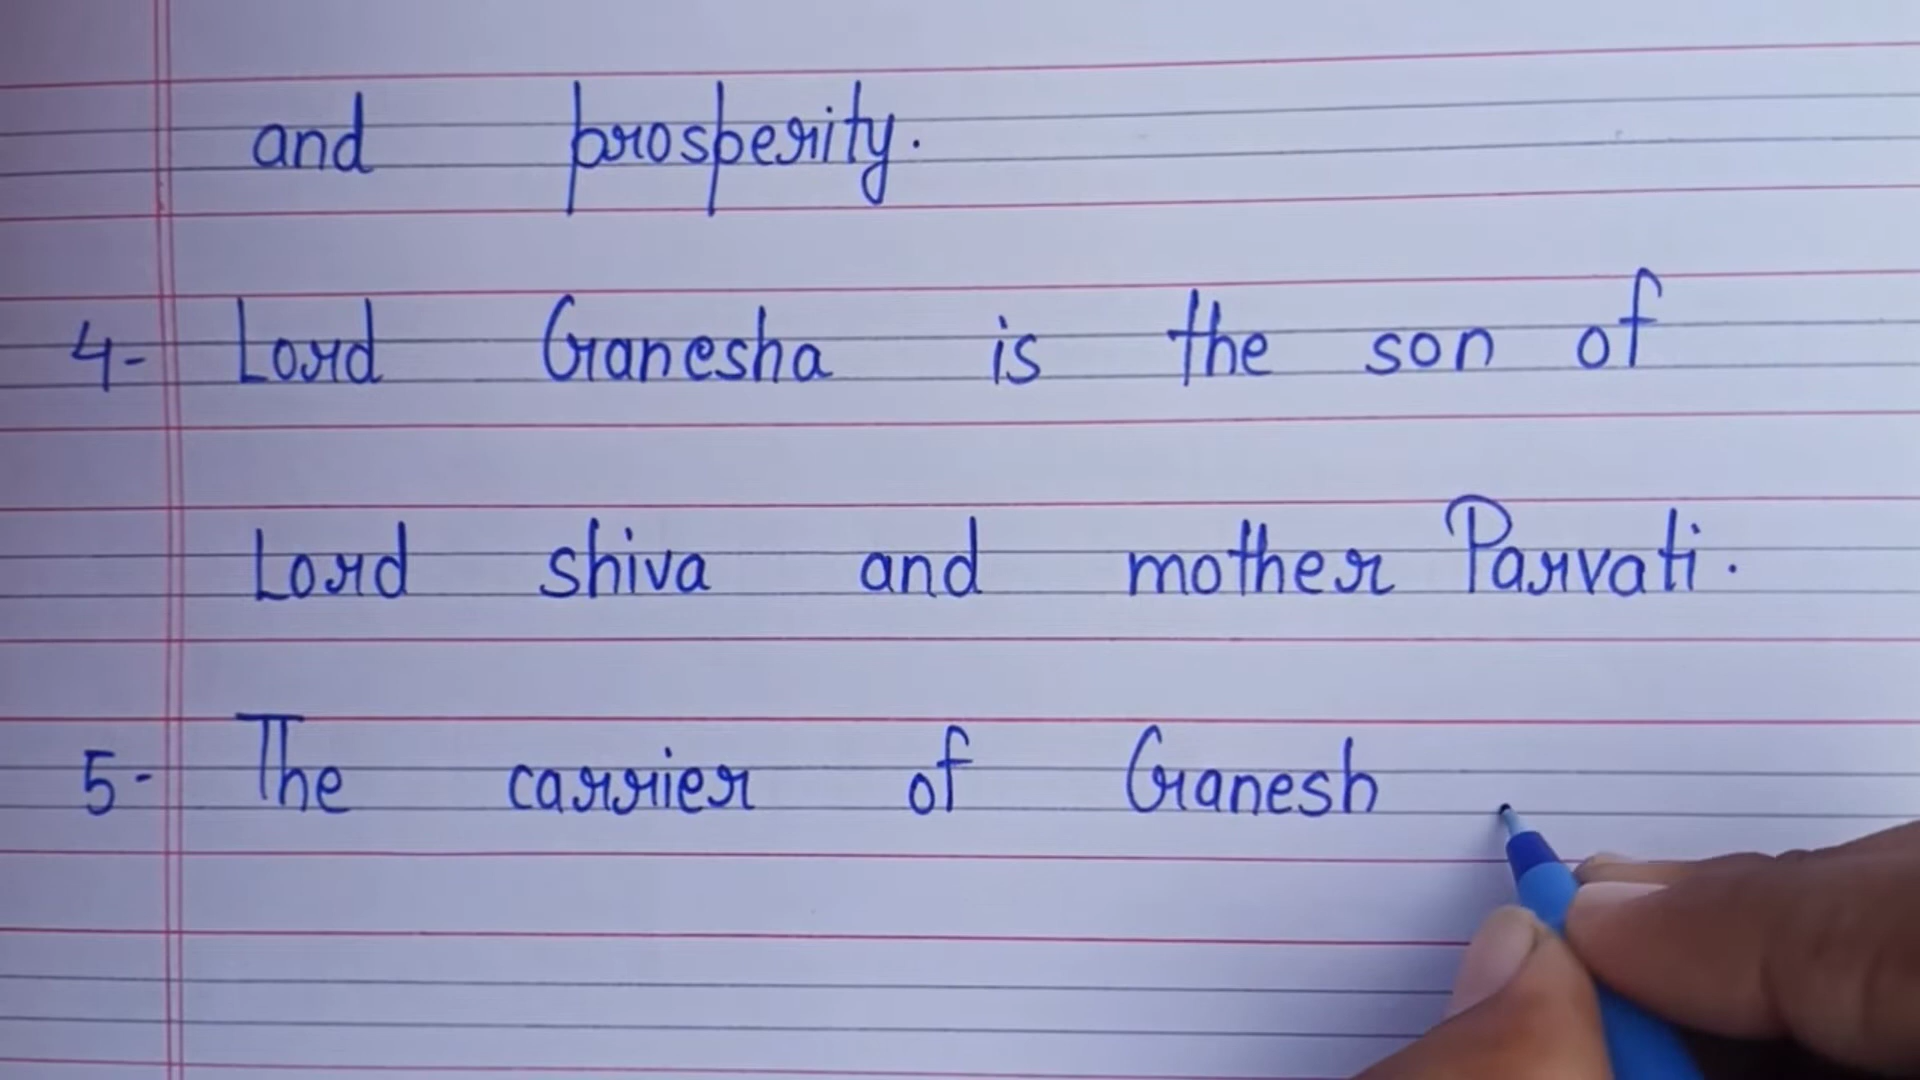 and prosperity.
4- Lord Ganesha is the son of
Lord shiva and mother Parvati.
5- The carrier of Ganesh